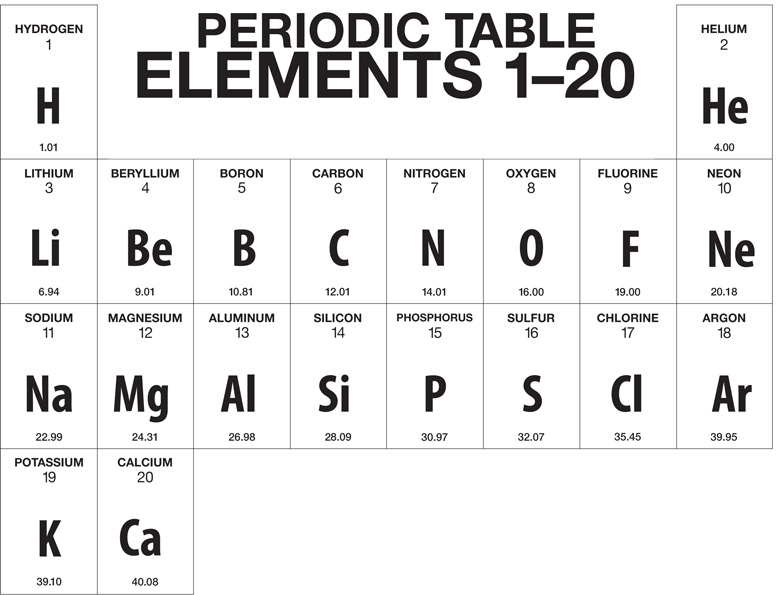 PERIODIC TABLE
ELEMENTS 1–20
HYDROGEN
1
H
1.01
HELIUM
2
He
4.00
LITHIUM
3
Li
6.94
BERYLLIUM
4
Be
9.01
BORON
5
B
10.81
CARBON
6
C
12.01
NITROGEN
7
N
14.01
OXYGEN
8
O
16.00
FLUORINE
9
F
19.00
NEON
10
Ne
20.18
SODIUM
11
Na
22.99
MAGNESIUM
12
Mg
24.31
ALUMINUM
13
Al
26.98
SILICON
14
Si
28.09
PHOSPHORUS
15
P
30.97
SULFUR
16
S
32.07
CHLORINE
17
Cl
35.45
ARGON
18
Ar
39.95
POTASSIUM
19
K
39.10
CALCIUM
20
Ca
40.08